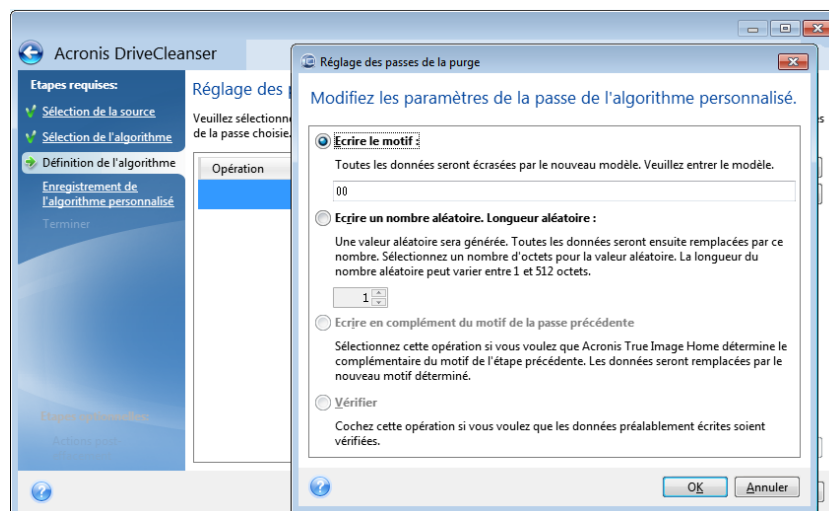 Acronis DriveCleanser
Etapes requises:
Sélection de la source
Sélection de l'algorithme
Définition de l'algorithme
Enregistrement de
l'algorithme personnalisé
Terminer
Réglage des
Veuillez sélectionn
de la passe choisie.
Opération
Réglage des passes de la purge
Modifiez les paramètres de la passe de l'algorithme personnalisé.
Ecrire le motif :
Toutes les données seront écrasées par le nouveau modèle. Veuillez entrer le modèle.
00
Ecrire un nombre aléatoire. Longueur aléatoire :
Une valeur aléatoire sera générée. Toutes les données seront ensuite remplacées par ce
nombre. Sélectionnez un nombre d'octets pour la valeur aléatoire. La longueur du
nombre aléatoire peut varier entre 1 et 512 octets.
1
Ecrire en complément du motif de la passe précédente
Sélectionnez cette opération si vous voulez que Acronis True Image Home détermine le
complémentaire du motif de l'étape précédente. Les données seront remplacées par le
nouveau motif déterminé.
Vérifier
Cochez cette opération si vous voulez que les données préalablement écrites soient
vérifiées.
OK
Annuler